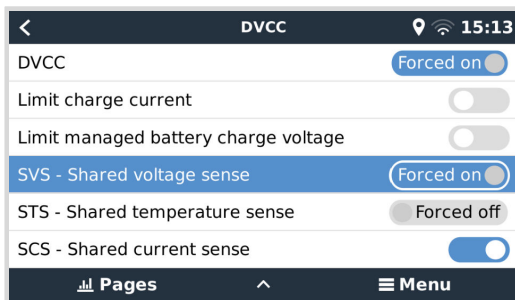 DVCC 15:13
DVCC Forced on
Limit charge current
Limit managed battery charge voltage
SVS - Shared voltage sense Forced on
STS - Shared temperature sense Forced off
SCS - Shared current sense
Pages Menu